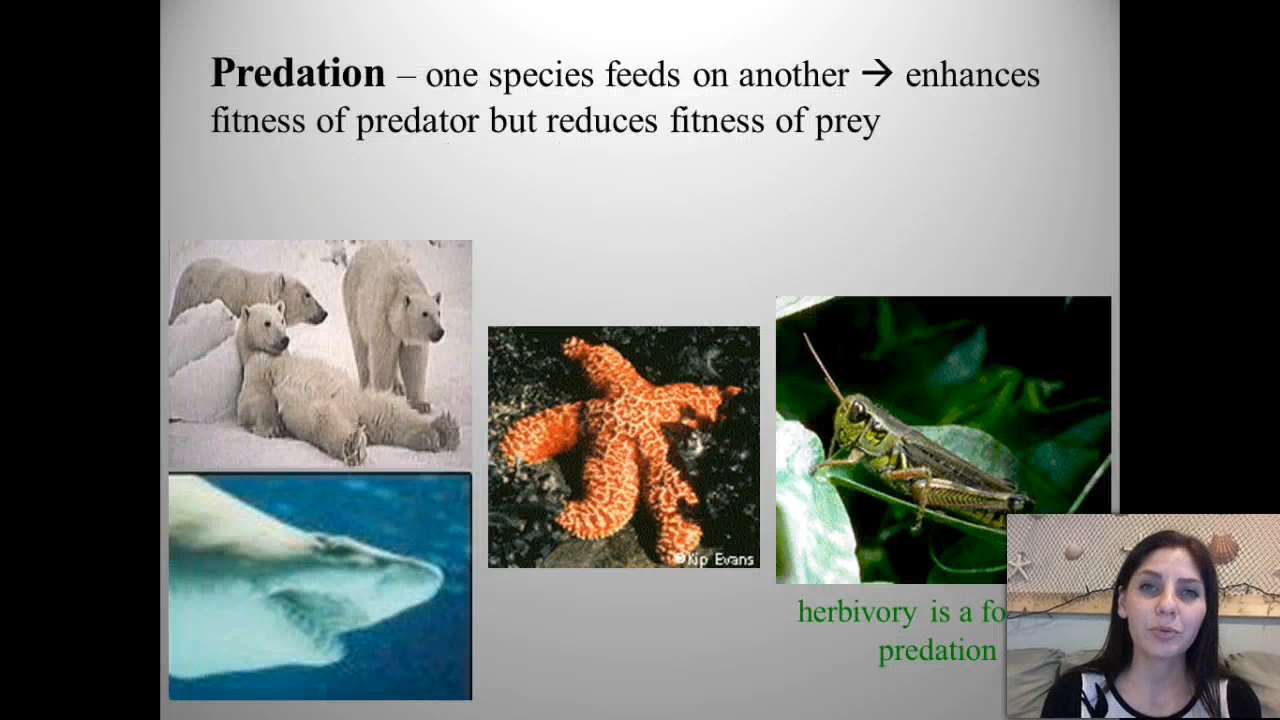 Predation – one species feeds on another → enhances
fitness of predator but reduces fitness of prey
©Kip Evans
herbivory is a fo
predation